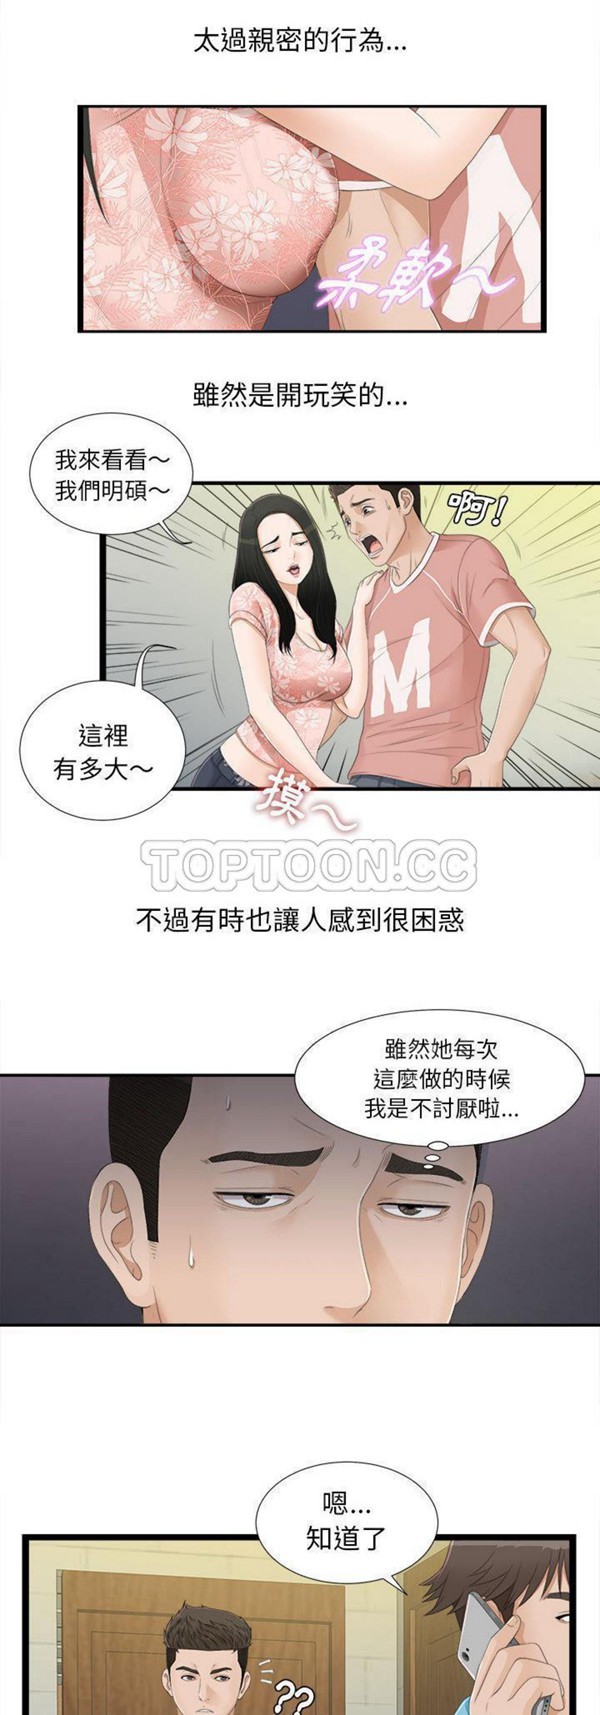 太過親密的行為...
柔軟～
雖然是開玩笑的...
我來看看～
我們明碩～
啊!
這裡
有多大～
摸～
TOPTOON.CC
不過有時也讓人感到很困惑
雖然她每次
這麼做的時候
我是不討厭啦...
嗯...
知道了
??
M